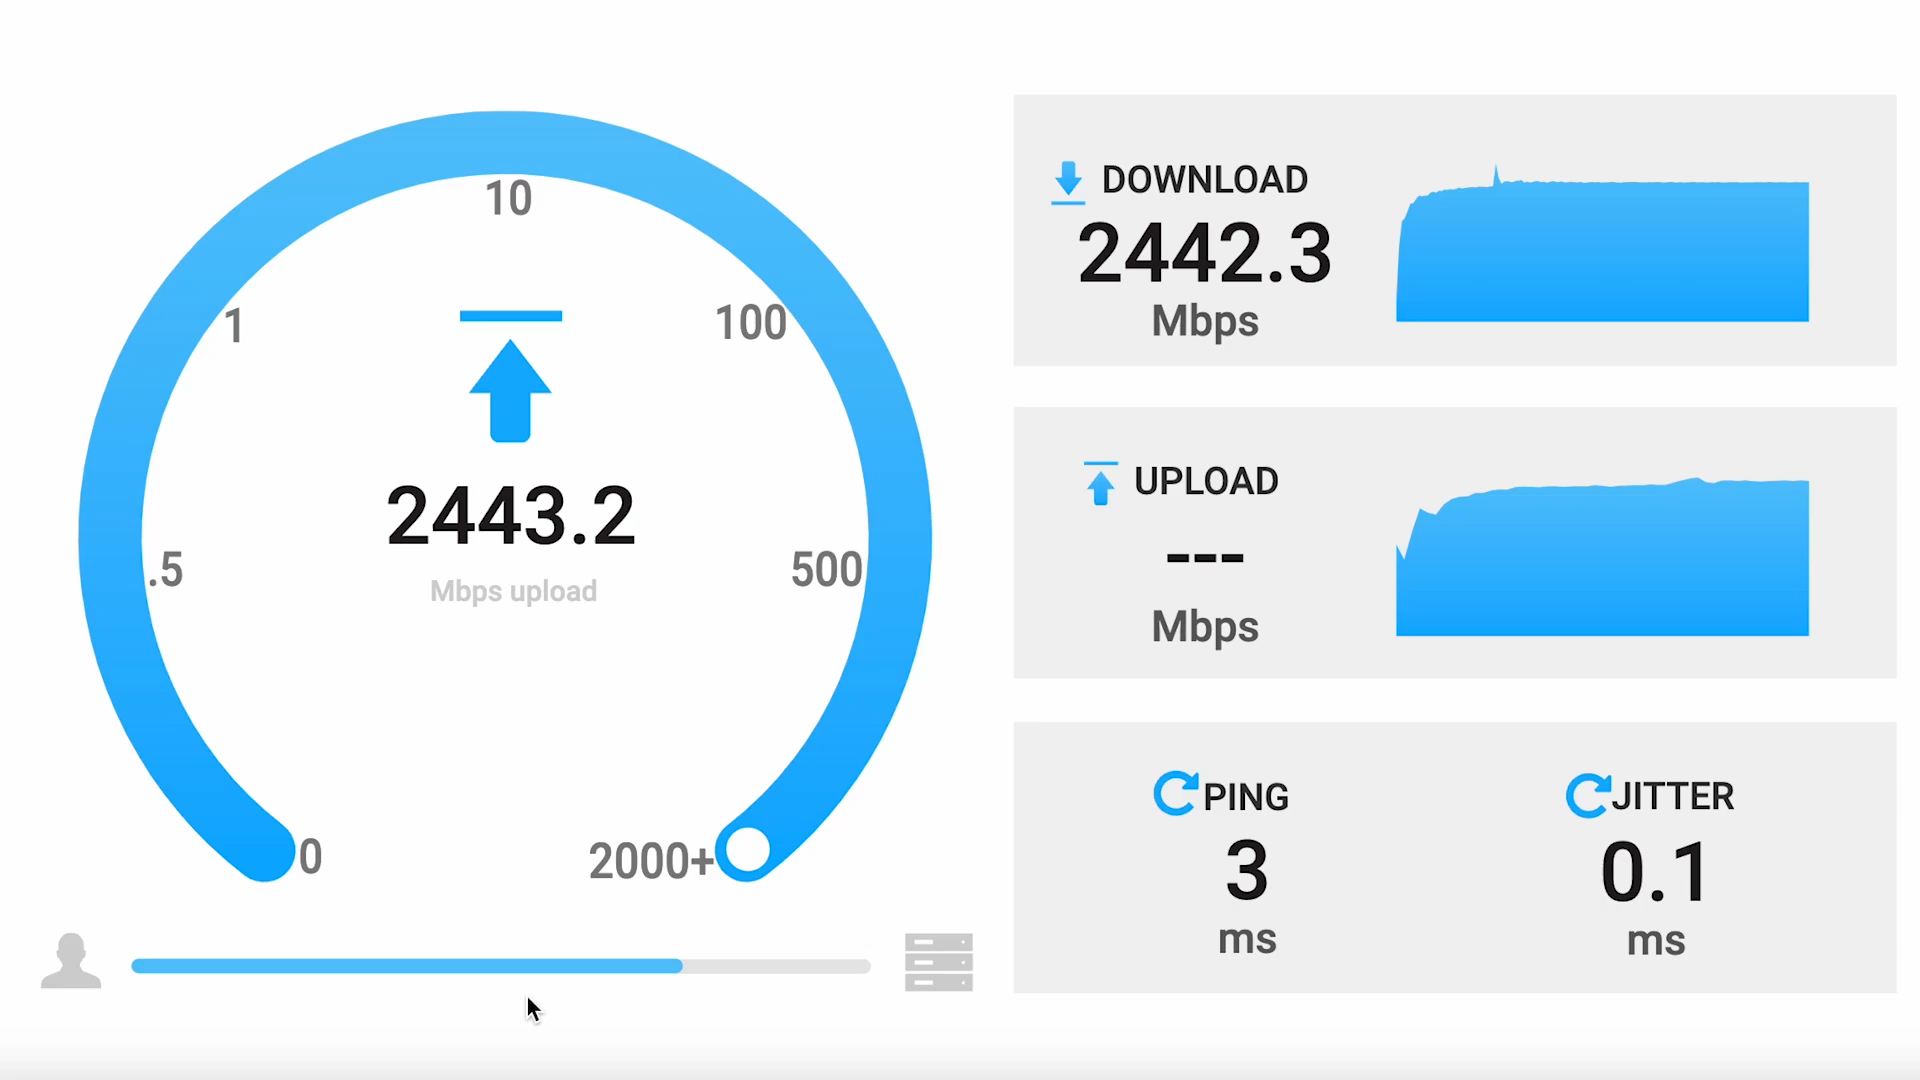 10
1
100
2443.2
Mbps upload
.5
500
0
2000+
DOWNLOAD
2442.3
Mbps
UPLOAD
---
Mbps
PING
3
ms
JITTER
0.1
ms